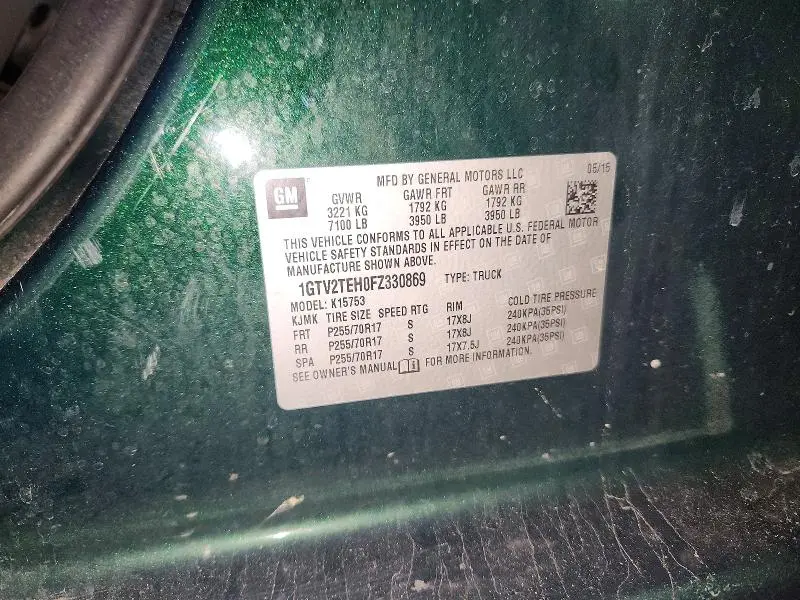 GM
MFD BY GENERAL MOTORS LLC 05/15
GVWR GAWR FRT GAWR RR
3221 KG 1792 KG 1792 KG
7100 LB 3950 LB 3950 LB
THIS VEHICLE CONFORMS TO ALL APPLICABLE U.S. FEDERAL MOTOR
VEHICLE SAFETY STANDARDS IN EFFECT ON THE DATE OF
MANUFACTURE SHOWN ABOVE.
1GTV2TEH0FZ330869 TYPE: TRUCK
MODEL: K15753
KJMK TIRE SIZE SPEED RTG RIM COLD TIRE PRESSURE
FRT P255/70R17 S 17X8J 240KPA(35PSI)
RR P255/70R17 S 17X8J 240KPA(35PSI)
SPA P255/70R17 S 17X7.5J 240KPA(35PSI)
SEE OWNER'S MANUAL FOR MORE INFORMATION.